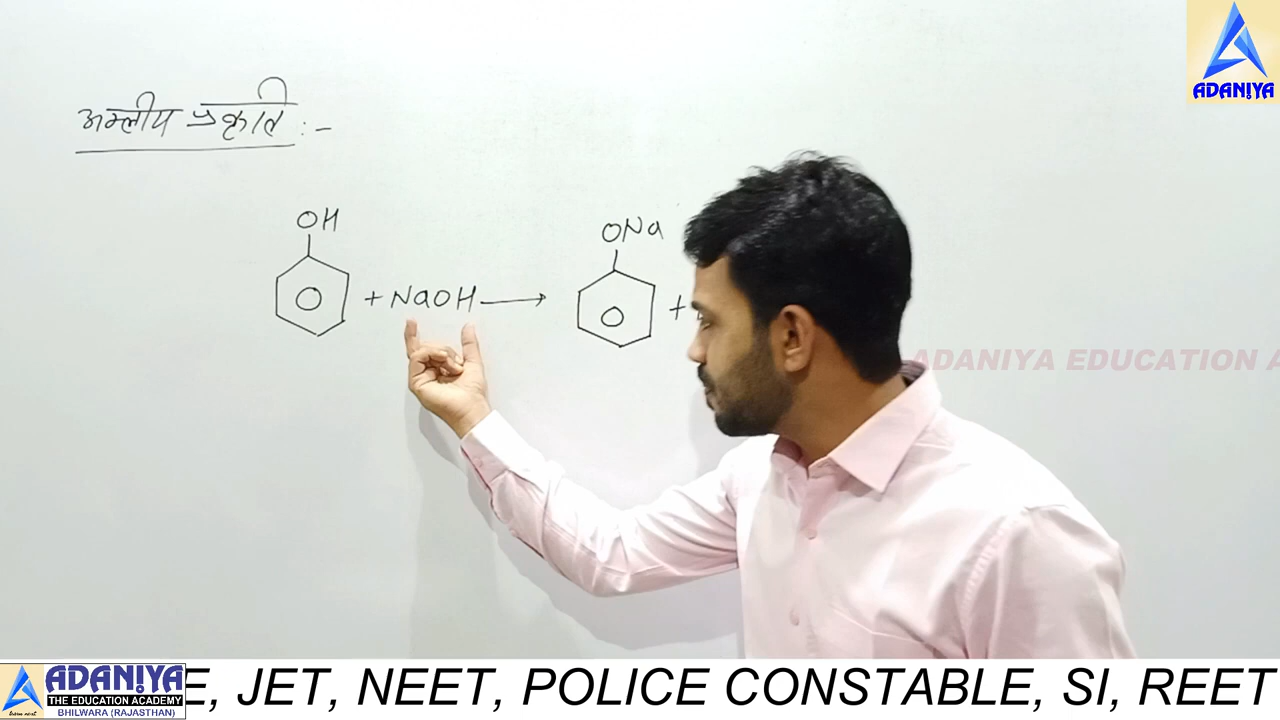 ADANIYA
अम्लीय प्रकृति :-
OH
ONa
+ NaOH ⟶
+
ADANIYA EDUCATION A
ADANIYA
THE EDUCATION ACADEMY
BHILWARA (RAJASTHAN)
E, JET, NEET, POLICE CONSTABLE, SI, REET